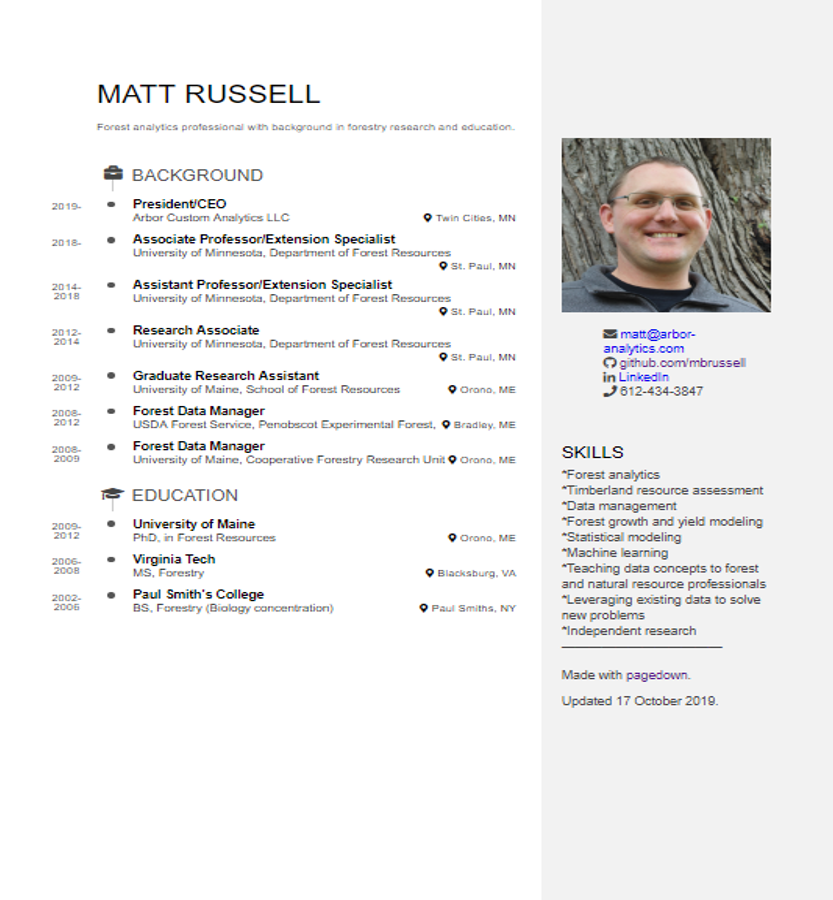 MATT RUSSELL
Forest analytics professional with background in forestry research and education.
BACKGROUND
2019-
President/CEO
Arbor Custom Analytics LLC
Twin Cities, MN
2018-
Associate Professor/Extension Specialist
University of Minnesota, Department of Forest Resources
St. Paul, MN
2014-
2018
Assistant Professor/Extension Specialist
University of Minnesota, Department of Forest Resources
St. Paul, MN
2012-
2014
Research Associate
University of Minnesota, Department of Forest Resources
St. Paul, MN
2009-
2012
Graduate Research Assistant
University of Maine, School of Forest Resources
Orono, ME
2008-
2012
Forest Data Manager
USDA Forest Service, Penobscot Experimental Forest,
Bradley, ME
2008-
2009
Forest Data Manager
University of Maine, Cooperative Forestry Research Unit
Orono, ME
EDUCATION
2009-
2012
University of Maine
PhD, in Forest Resources
Orono, ME
2006-
2008
Virginia Tech
MS, Forestry
Blacksburg, VA
2002-
2006
Paul Smith's College
BS, Forestry (Biology concentration)
Paul Smiths, NY
matt@arbor-
analytics.com
github.com/mbrussell
LinkedIn
612-434-3847
SKILLS
*Forest analytics
*Timberland resource assessment
*Data management
*Forest growth and yield modeling
*Statistical modeling
*Machine learning
*Teaching data concepts to forest
and natural resource professionals
*Leveraging existing data to solve
new problems
*Independent research
Made with pagedown.
Updated 17 October 2019.